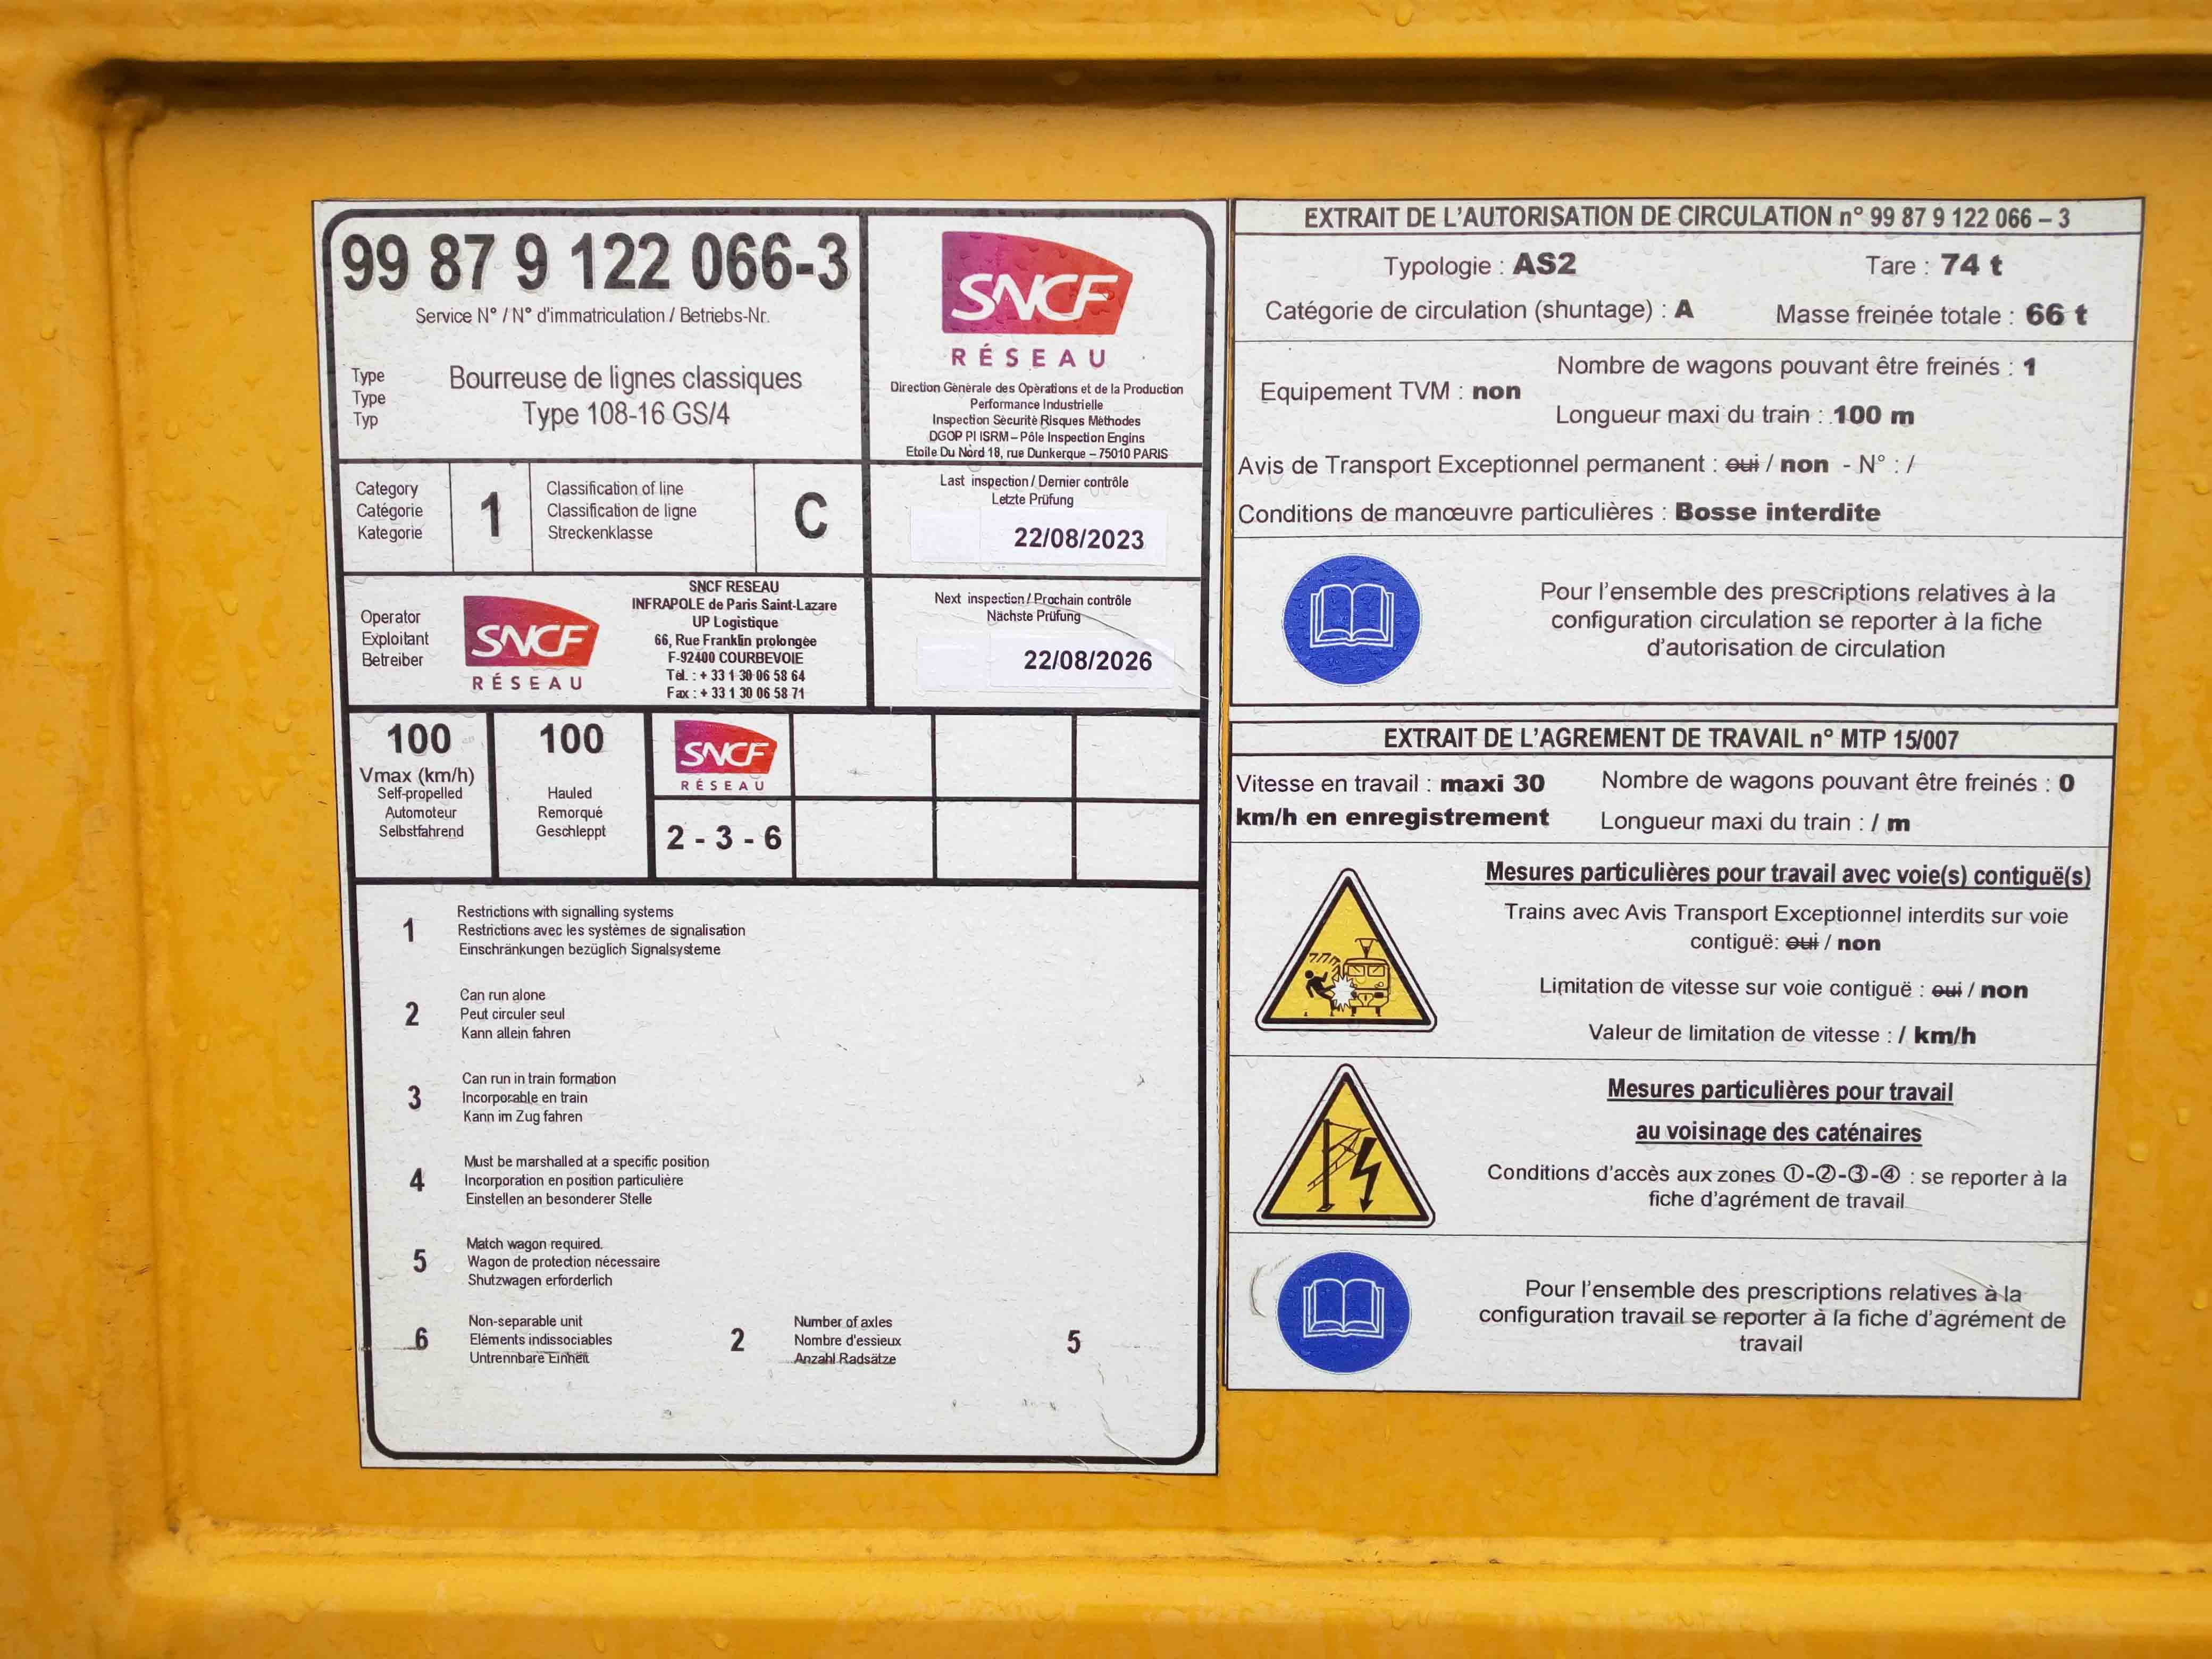 99 87 9 122 066-3
Service N° / N° d'immatriculation / Betriebs-Nr.
Type
Type
Typ
Bourreuse de lignes classiques
Type 108-16 GS/4
SNCF
RÉSEAU
Direction Générale des Opérations et de la Production
Performance Industrielle
Inspection Sécurité Risques Méthodes
DGOP PI ISRM – Pôle Inspection Engins
Etoile Du Nord 18, rue Dunkerque – 75010 PARIS
Category
Catégorie
Kategorie
1
Classification of line
Classification de ligne
Streckenklasse
C
Last inspection / Dernier contrôle
Letzte Prüfung
22/08/2023
Operator
Exploitant
Betreiber
SNCF
RÉSEAU
SNCF RESEAU
INFRAPOLE de Paris Saint-Lazare
UP Logistique
66, Rue Franklin prolongée
F-92400 COURBEVOIE
Tél. : + 33 1 30 06 58 64
Fax : + 33 1 30 06 58 71
Next inspection / Prochain contrôle
Nächste Prüfung
22/08/2026
100
Vmax (km/h)
Self-propelled
Automoteur
Selbstfahrend
100
Hauled
Remorqué
Geschleppt
SNCF
RÉSEAU
2 - 3 - 6
1
Restrictions with signalling systems
Restrictions avec les systèmes de signalisation
Einschränkungen bezüglich Signalsysteme
2
Can run alone
Peut circuler seul
Kann allein fahren
3
Can run in train formation
Incorporable en train
Kann im Zug fahren
4
Must be marshalled at a specific position
Incorporation en position particulière
Einstellen an besonderer Stelle
5
Match wagon required.
Wagon de protection nécessaire
Shutzwagen erforderlich
6
Non-separable unit
Eléments indissociables
Untrennbare Einheit
2
Number of axles
Nombre d'essieux
Anzahl Radsätze
5
EXTRAIT DE L'AUTORISATION DE CIRCULATION n° 99 87 9 122 066 – 3
Typologie : AS2 Tare : 74 t
Catégorie de circulation (shuntage) : A Masse freinée totale : 66 t
Equipement TVM : non
Nombre de wagons pouvant être freinés : 1
Longueur maxi du train : 100 m
Avis de Transport Exceptionnel permanent : oui / non - N° : /
Conditions de manœuvre particulières : Bosse interdite
Pour l'ensemble des prescriptions relatives à la
configuration circulation se reporter à la fiche
d'autorisation de circulation
EXTRAIT DE L'AGREMENT DE TRAVAIL n° MTP 15/007
Vitesse en travail : maxi 30
km/h en enregistrement
Nombre de wagons pouvant être freinés : 0
Longueur maxi du train : / m
Mesures particulières pour travail avec voie(s) contiguë(s)
Trains avec Avis Transport Exceptionnel interdits sur voie
contiguë: oui / non
Limitation de vitesse sur voie contiguë : oui / non
Valeur de limitation de vitesse : / km/h
Mesures particulières pour travail
au voisinage des caténaires
Conditions d'accès aux zones ①-②-③-④ : se reporter à la
fiche d'agrément de travail
Pour l'ensemble des prescriptions relatives à la
configuration travail se reporter à la fiche d'agrément de
travail